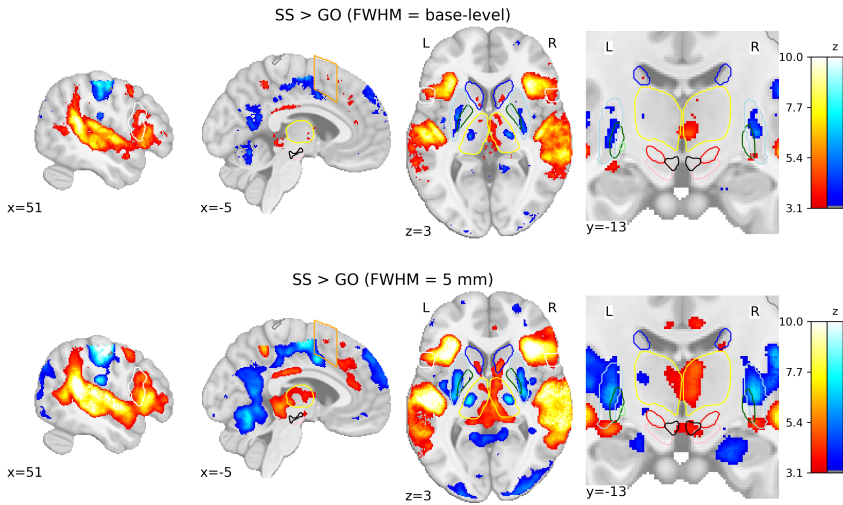 SS > GO (FWHM = base-level)
L
R
L
R
z
10.0
7.7
5.4
3.1
x=51
x=-5
z=3
y=-13
SS > GO (FWHM = 5 mm)
L
R
L
R
z
10.0
7.7
5.4
3.1
x=51
x=-5
z=3
y=-13